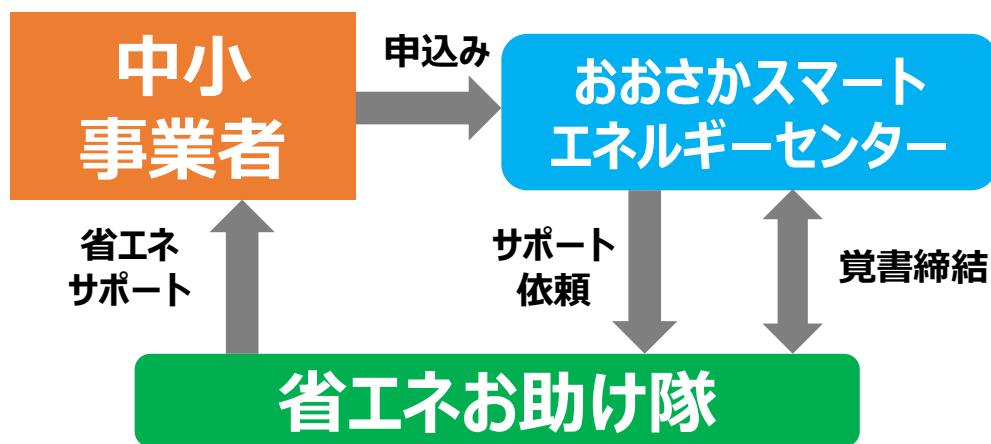 中小
事業者
申込み
おおさかスマート
エネルギーセンター
省エネ
サポート
サポート
依頼
覚書締結
省エネお助け隊